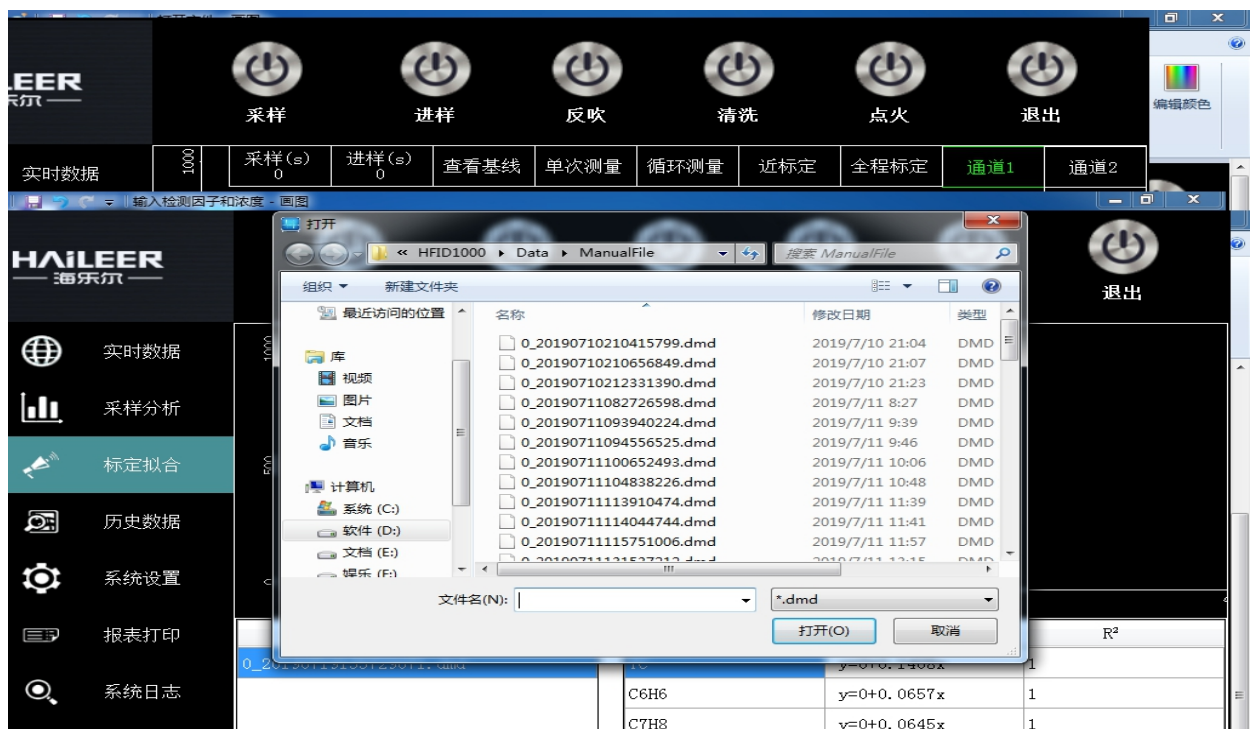 LEER
乐尔
采样
进样
反吹
清洗
点火
退出
编辑颜色
实时数据
1000
采样(s)
0
进样(s)
0
查看基线
单次测量
循环测量
近标定
全程标定
通道1
通道2
输入检测因子和浓度 - 画图
HAiLEER
海乐尔
退出
实时数据
采样分析
标定拟合
历史数据
系统设置
报表打印
系统日志
1000
500
0
打开
« HFID1000 Data ManualFile
搜索 ManualFile
组织
新建文件夹
最近访问的位置
库
视频
图片
文档
音乐
计算机
系统 (C:)
软件 (D:)
文档 (E:)
娱乐 (F:)
名称 修改日期 类型
0_20190710210415799.dmd 2019/7/10 21:04 DMD
0_20190710210656849.dmd 2019/7/10 21:07 DMD
0_20190710212331390.dmd 2019/7/10 21:23 DMD
0_20190711082726598.dmd 2019/7/11 8:27 DMD
0_20190711093940224.dmd 2019/7/11 9:39 DMD
0_20190711094556525.dmd 2019/7/11 9:46 DMD
0_20190711100652493.dmd 2019/7/11 10:06 DMD
0_20190711104838226.dmd 2019/7/11 10:48 DMD
0_20190711113910474.dmd 2019/7/11 11:39 DMD
0_20190711114044744.dmd 2019/7/11 11:41 DMD
0_20190711115751006.dmd 2019/7/11 11:57 DMD
文件名(N):
*.dmd
打开(O)
取消
R²
y=0+0.1408x 1
C6H6 y=0+0.0657x 1
C7H8 y=0+0.0645x 1